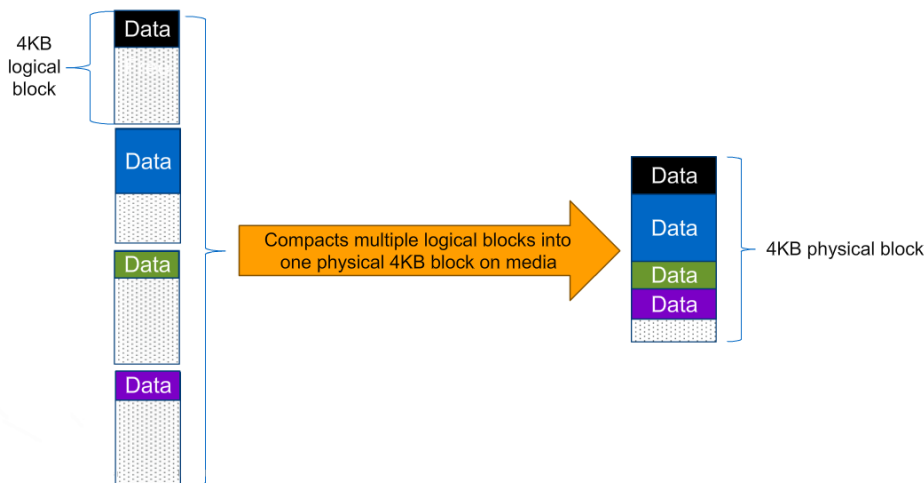 Data
4KB
logical
block
Data
Data
Data
Compacts multiple logical blocks into
one physical 4KB block on media
Data
Data
Data
Data
4KB physical block